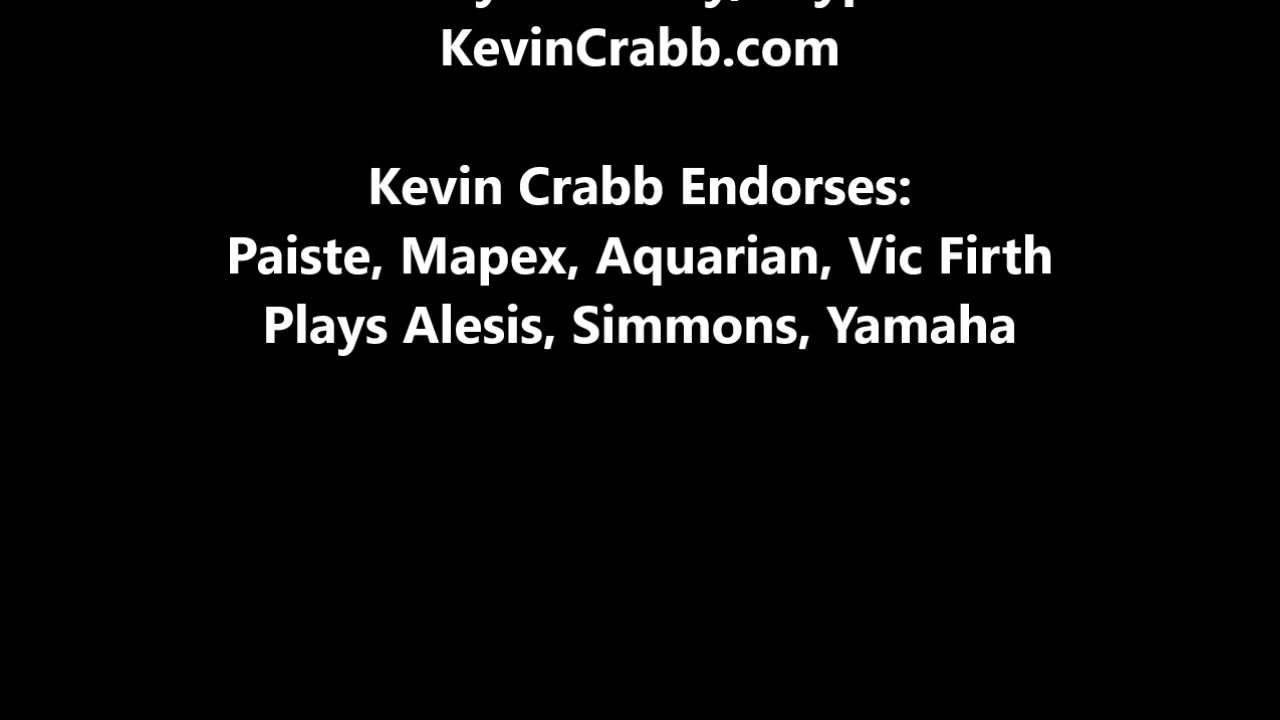 KevinCrabb.com
Kevin Crabb Endorses:
Paiste, Mapex, Aquarian, Vic Firth
Plays Alesis, Simmons, Yamaha